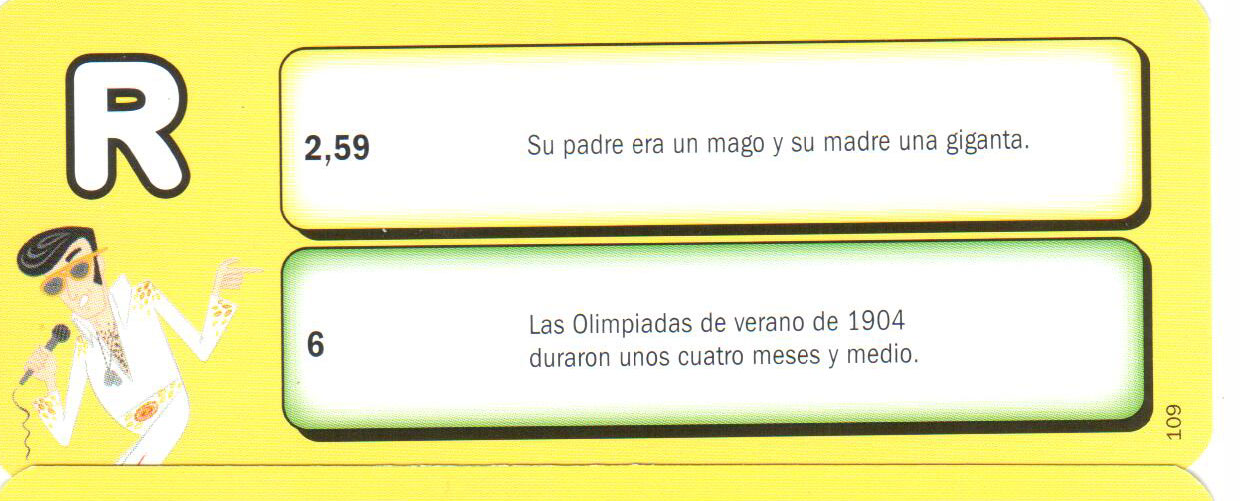 R
2,59 Su padre era un mago y su madre una giganta.
6 Las Olimpiadas de verano de 1904
duraron unos cuatro meses y medio.
109